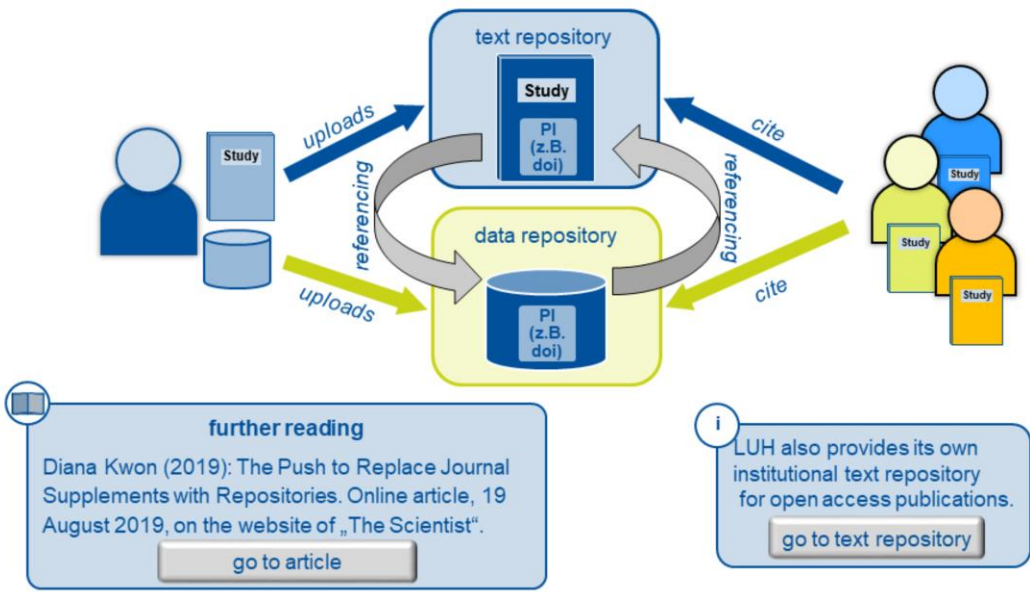 text repository
Study
PI
(z.B.
doi)
uploads
cite
Study
referencing
referencing
Study
Study
Study
data repository
uploads
cite
PI
(z.B.
doi)
further reading
Diana Kwon (2019): The Push to Replace Journal
Supplements with Repositories. Online article, 19
August 2019, on the website of „The Scientist“.
go to article
i
LUH also provides its own
institutional text repository
for open access publications.
go to text repository